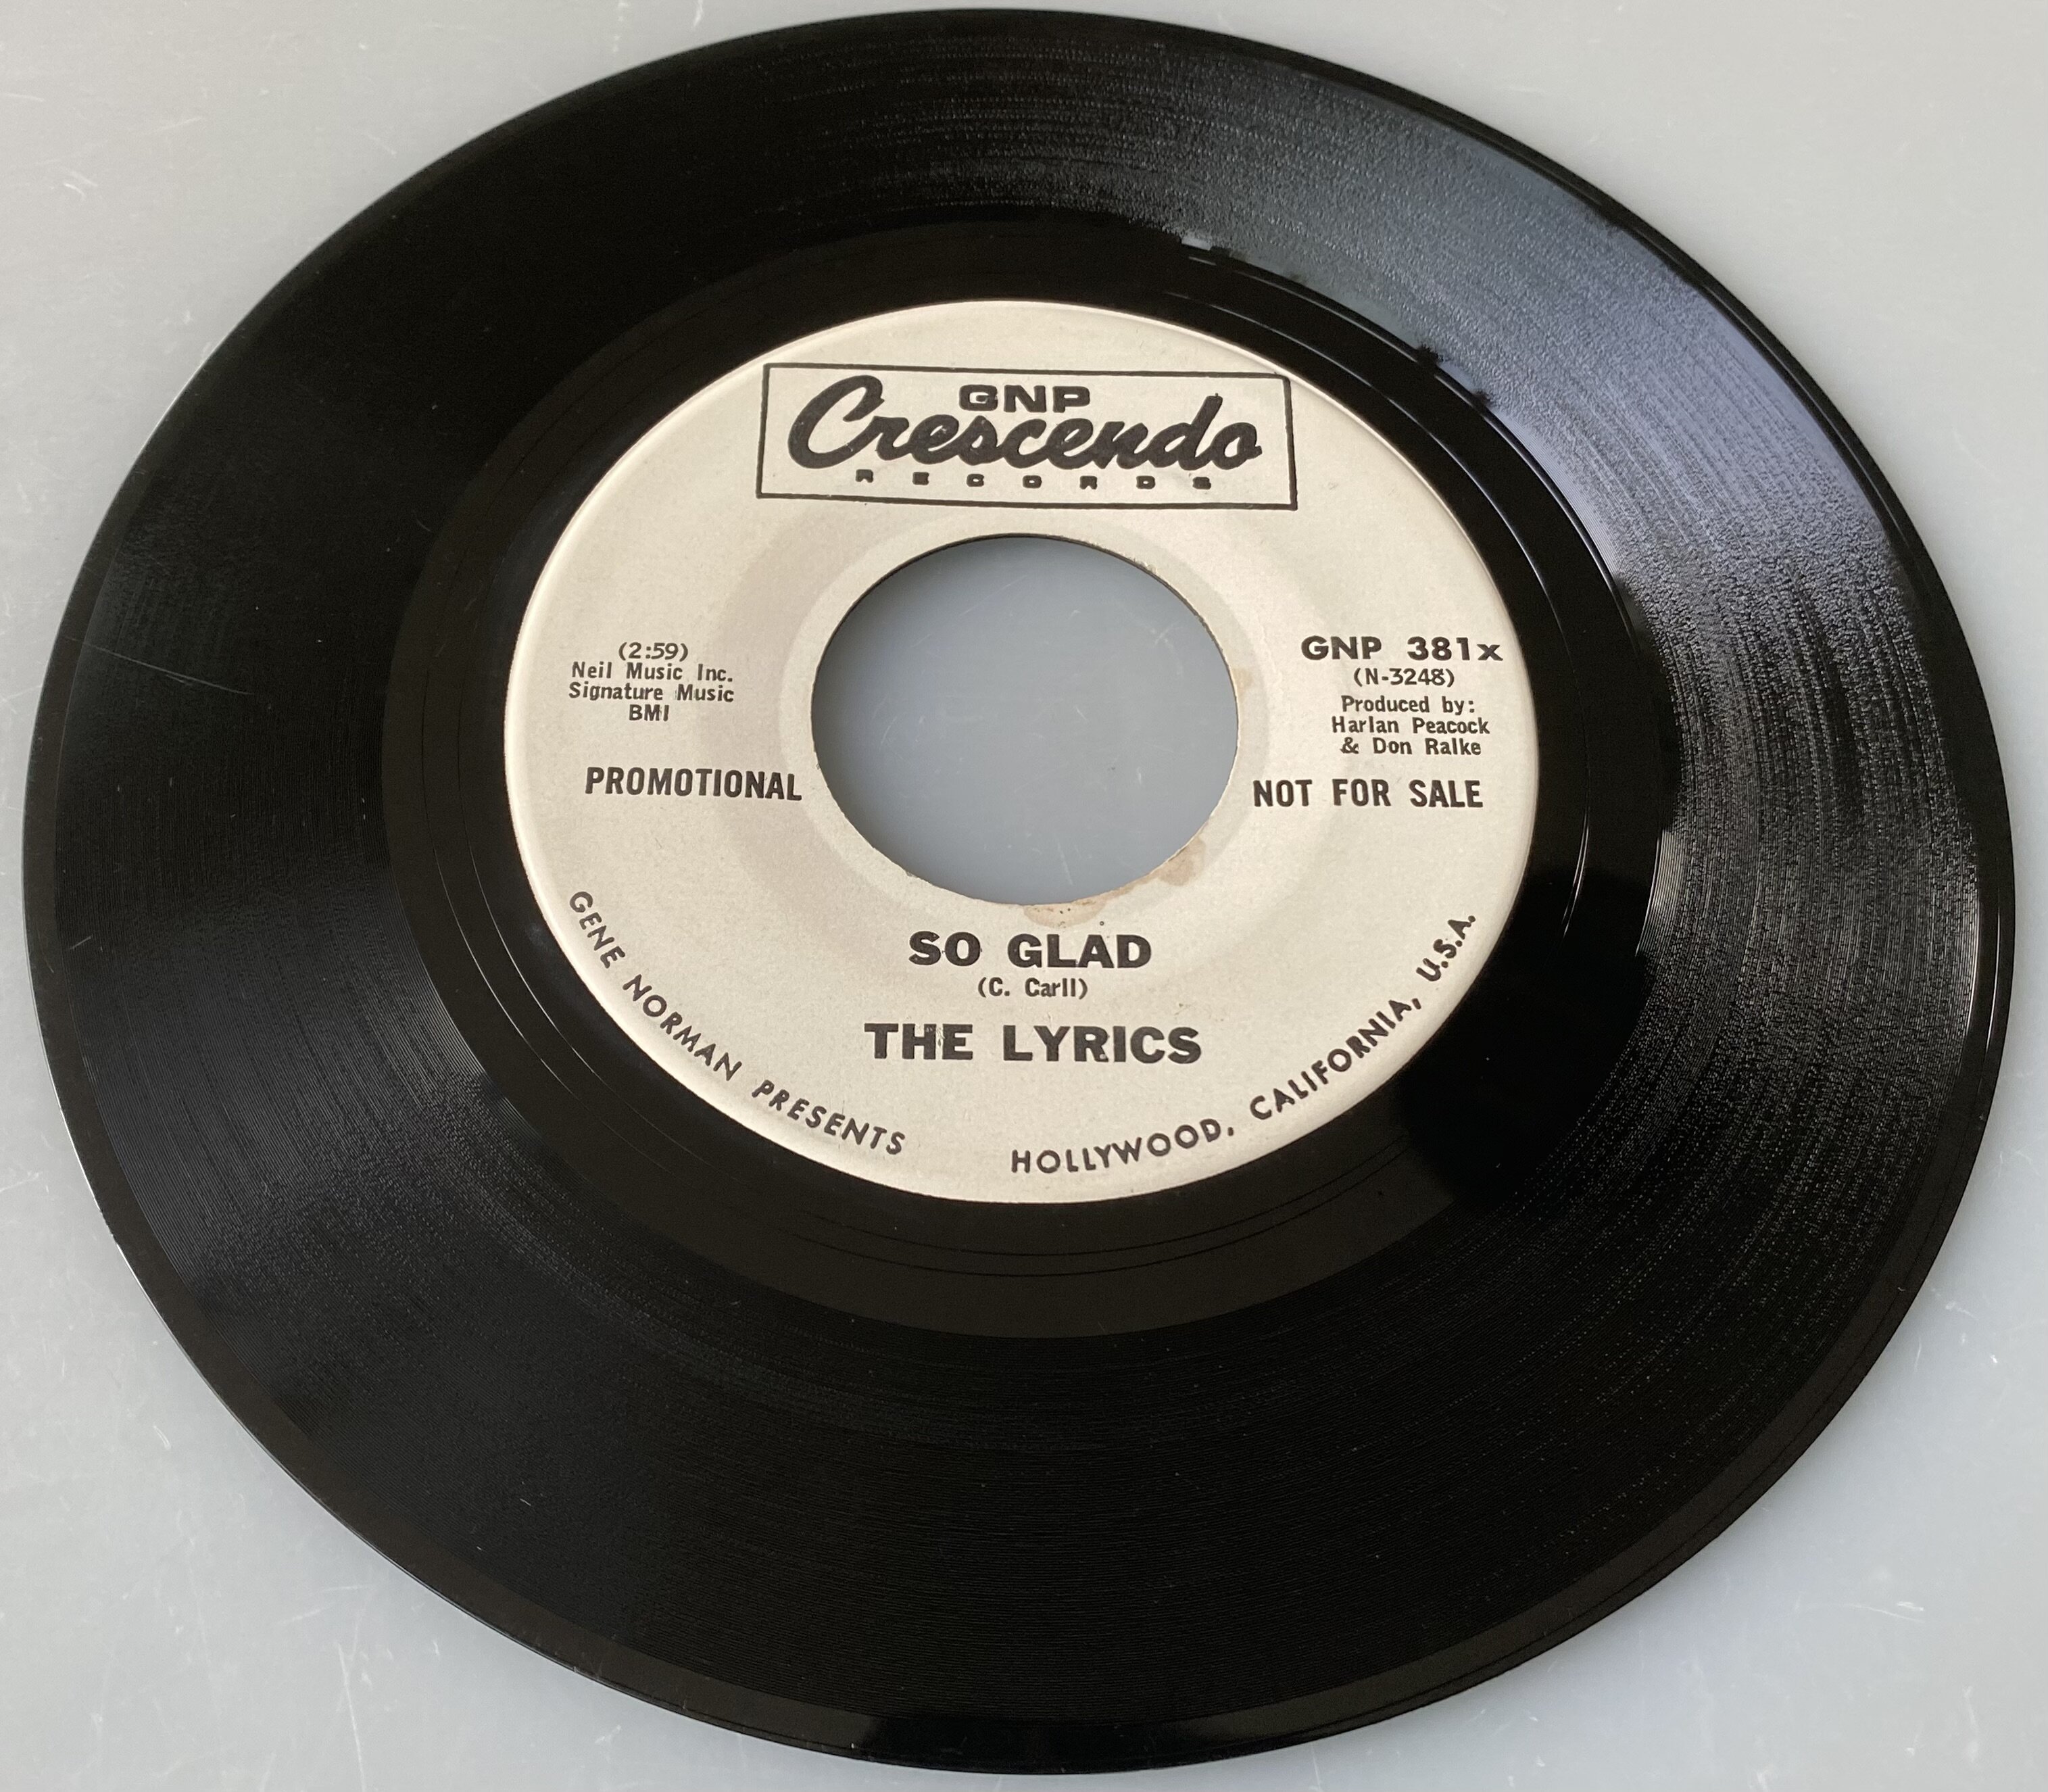 GNP
Crescendo
RECORDS
(2:59)
Neil Music Inc.
Signature Music
BMI
PROMOTIONAL
GNP 381x
(N-3248)
Produced by:
Harlan Peacock
& Don Ralke
NOT FOR SALE
SO GLAD
(C. Carll)
THE LYRICS
GENE NORMAN PRESENTS
HOLLYWOOD, CALIFORNIA, U.S.A.